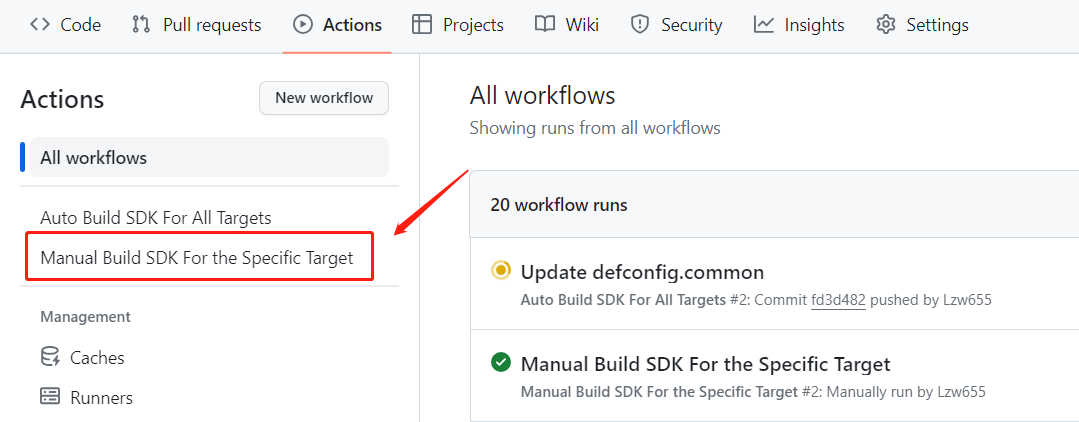 Code Pull requests Actions Projects Wiki Security Insights Settings
Actions
New workflow
All workflows
Auto Build SDK For All Targets
Manual Build SDK For the Specific Target
Management
Caches
Runners
All workflows
Showing runs from all workflows
20 workflow runs
Update defconfig.common
Auto Build SDK For All Targets #2: Commit fd3d482 pushed by Lzw655
Manual Build SDK For the Specific Target
Manual Build SDK For the Specific Target #2: Manually run by Lzw655